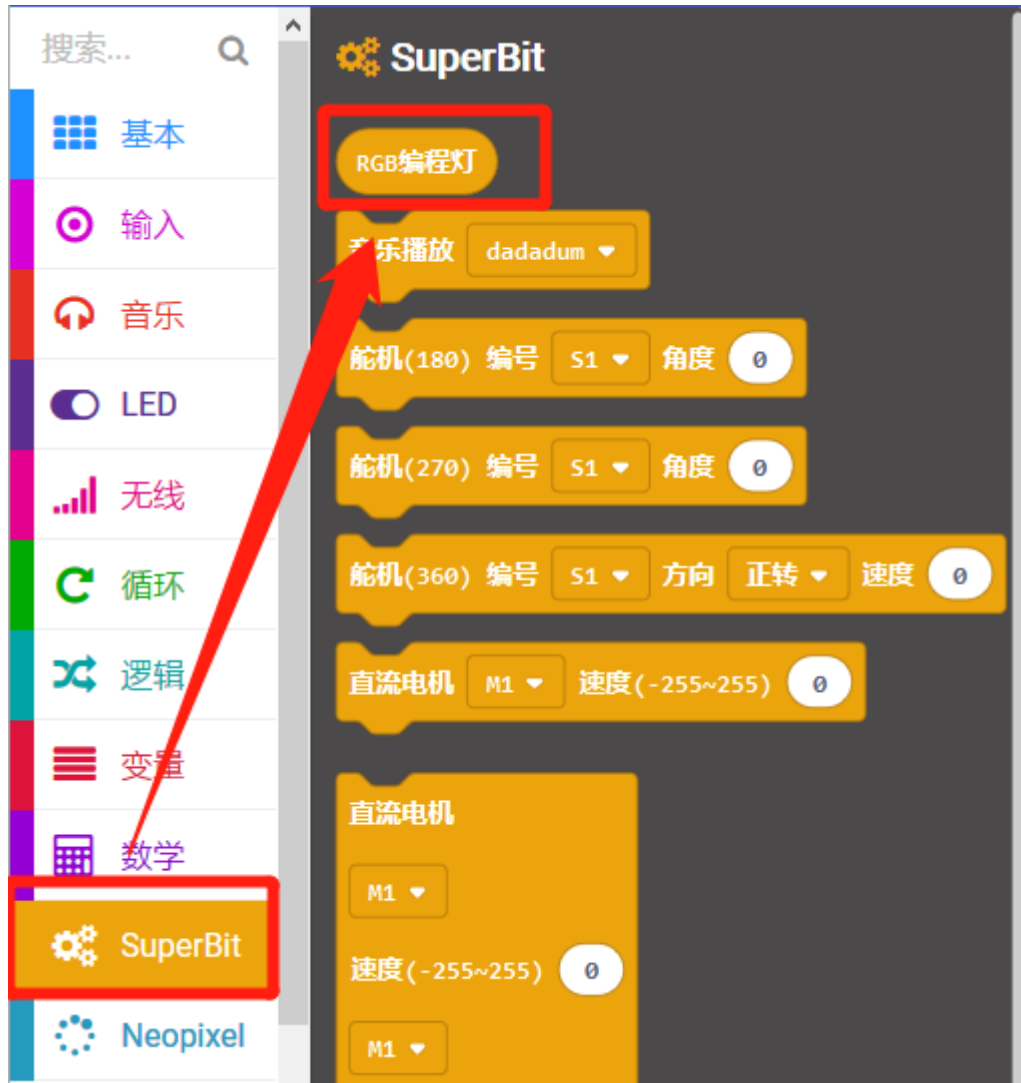 搜索...
基本
输入
音乐
LED
无线
循环
逻辑
变量
数学
SuperBit
Neopixel
SuperBit
RGB编程灯
音乐播放 dadadum
舵机(180) 编号 S1 角度 0
舵机(270) 编号 S1 角度 0
舵机(360) 编号 S1 方向 正转 速度 0
直流电机 M1 速度(-255~255) 0
直流电机
M1
速度(-255~255) 0
M1